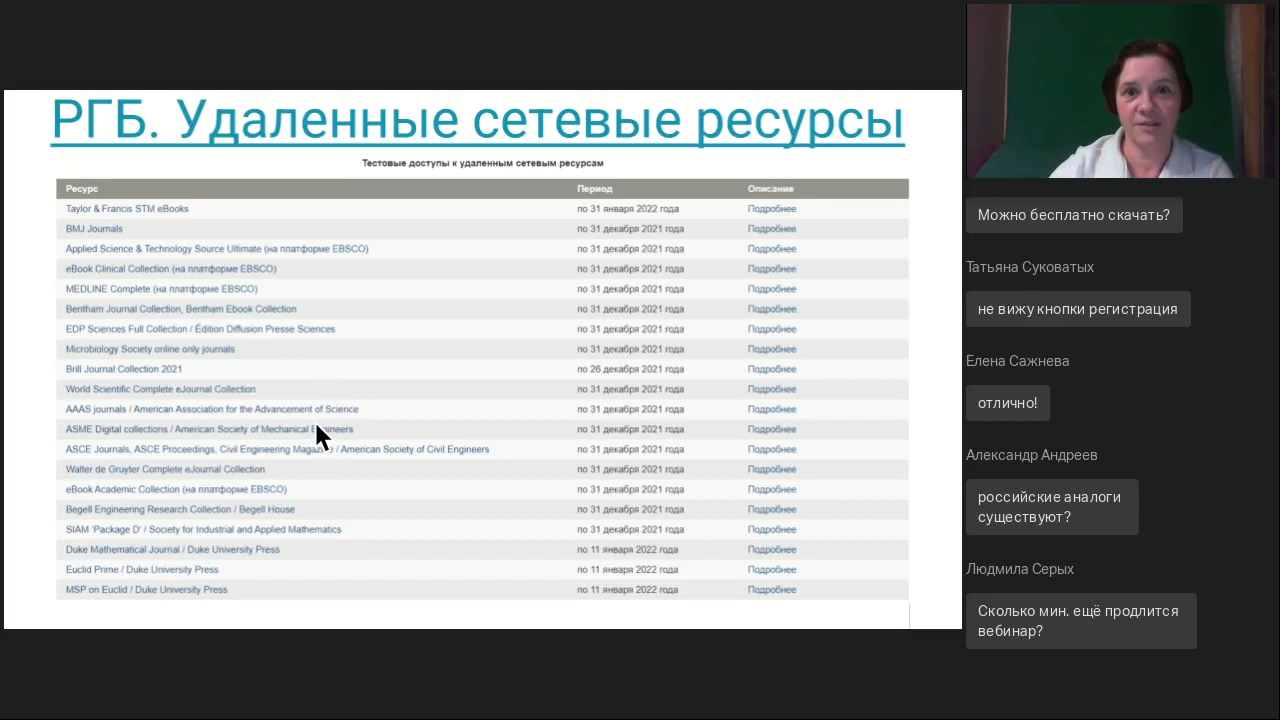 РГБ. Удаленные сетевые ресурсы
Тестовые доступы к удаленным сетевым ресурсам
Ресурс Период Описание
Taylor & Francis STM eBooks по 31 января 2022 года Подробнее
BMJ Journals по 31 декабря 2021 года Подробнее
Applied Science & Technology Source Ultimate (на платформе EBSCO) по 31 декабря 2021 года Подробнее
eBook Clinical Collection (на платформе EBSCO) по 31 декабря 2021 года Подробнее
MEDLINE Complete (на платформе EBSCO) по 31 декабря 2021 года Подробнее
Bentham Journal Collection, Bentham Ebook Collection по 31 декабря 2021 года Подробнее
EDP Sciences Full Collection / Édition Diffusion Presse Sciences по 31 декабря 2021 года Подробнее
Microbiology Society online only journals по 31 декабря 2021 года Подробнее
Brill Journal Collection 2021 по 26 декабря 2021 года Подробнее
World Scientific Complete eJournal Collection по 31 декабря 2021 года Подробнее
AAAS journals / American Association for the Advancement of Science по 31 декабря 2021 года Подробнее
ASME Digital collections / American Society of Mechanical Engineers по 31 декабря 2021 года Подробнее
ASCE Journals, ASCE Proceedings, Civil Engineering Magazine / American Society of Civil Engineers по 31 декабря 2021 года Подробнее
Walter de Gruyter Complete eJournal Collection по 31 декабря 2021 года Подробнее
eBook Academic Collection (на платформе EBSCO) по 31 декабря 2021 года Подробнее
Begell Engineering Research Collection / Begell House по 31 декабря 2021 года Подробнее
SIAM 'Package D' / Society for Industrial and Applied Mathematics по 31 декабря 2021 года Подробнее
Duke Mathematical Journal / Duke University Press по 11 января 2022 года Подробнее
Euclid Prime / Duke University Press по 11 января 2022 года Подробнее
MSP on Euclid / Duke University Press по 11 января 2022 года Подробнее
Можно бесплатно скачать?
Татьяна Суковатых
не вижу кнопки регистрация
Елена Сажнева
отлично!
Александр Андреев
российские аналоги
существуют?
Людмила Серых
Сколько мин. ещё продлится
вебинар?